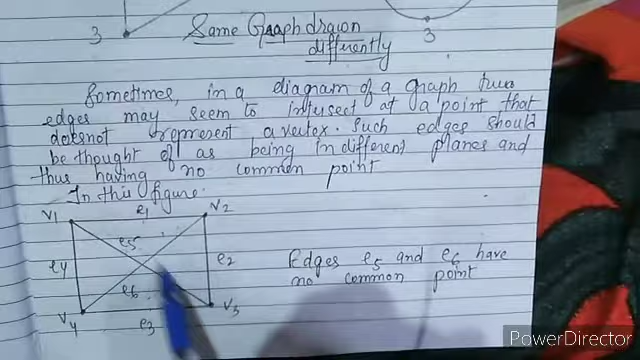 3
Same Graph drawn
differently
3
Sometimes, in a diagram of a graph two
edges may seem to intersect at a point that
doesnot represent a vertex. Such edges should
be thought of as being in different planes and
thus having no common point
In this figure.
V1 e1 V2
e5
e4 e2
e6
V4 e3 V3
Edges e5 and e6 have
no common point
PowerDirector